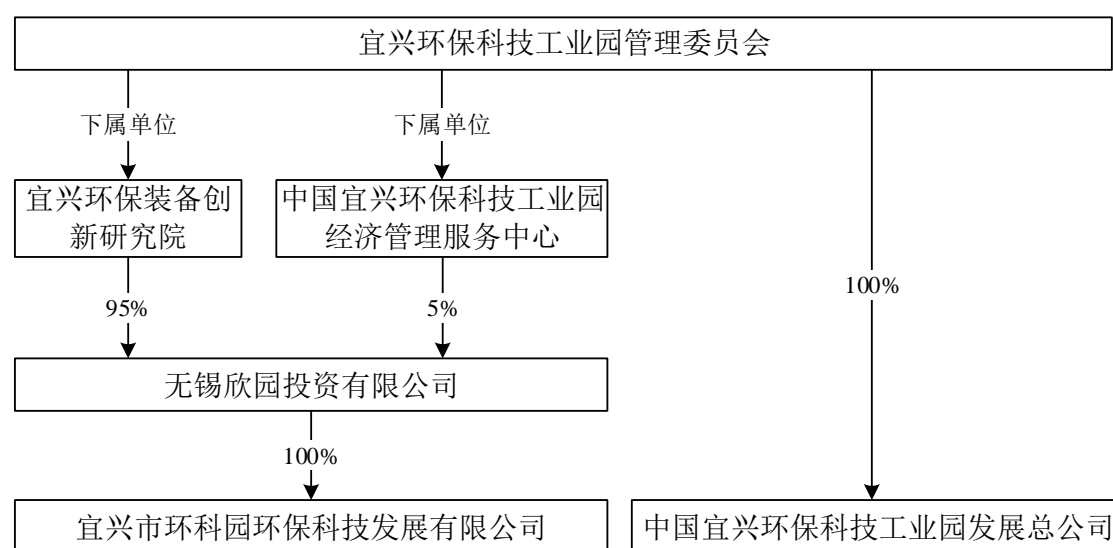 宜兴环保科技工业园管理委员会
下属单位
下属单位
宜兴环保装备创
新研究院
中国宜兴环保科技工业园
经济管理服务中心
100%
95%
5%
无锡欣园投资有限公司
100%
宜兴市环科园环保科技发展有限公司
中国宜兴环保科技工业园发展总公司